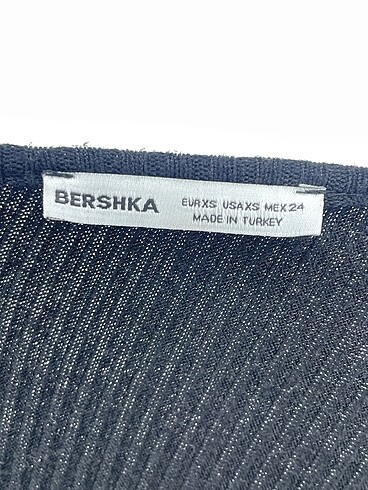 BERSHKA
EUR XS USA XS MEX 24
MADE IN TURKEY